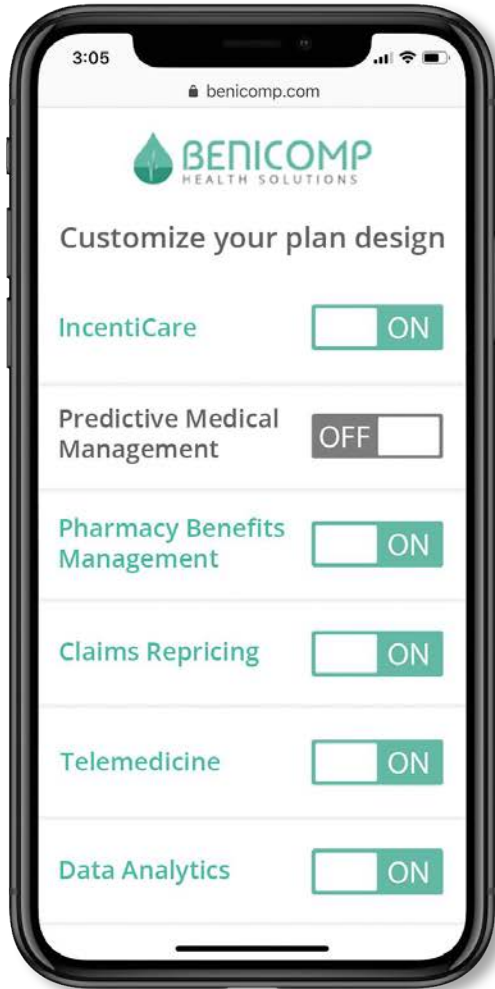 3:05
benicomp.com
BENICOMP
HEALTH SOLUTIONS
Customize your plan design
IncentiCare ON
Predictive Medical
Management OFF
Pharmacy Benefits
Management ON
Claims Repricing ON
Telemedicine ON
Data Analytics ON